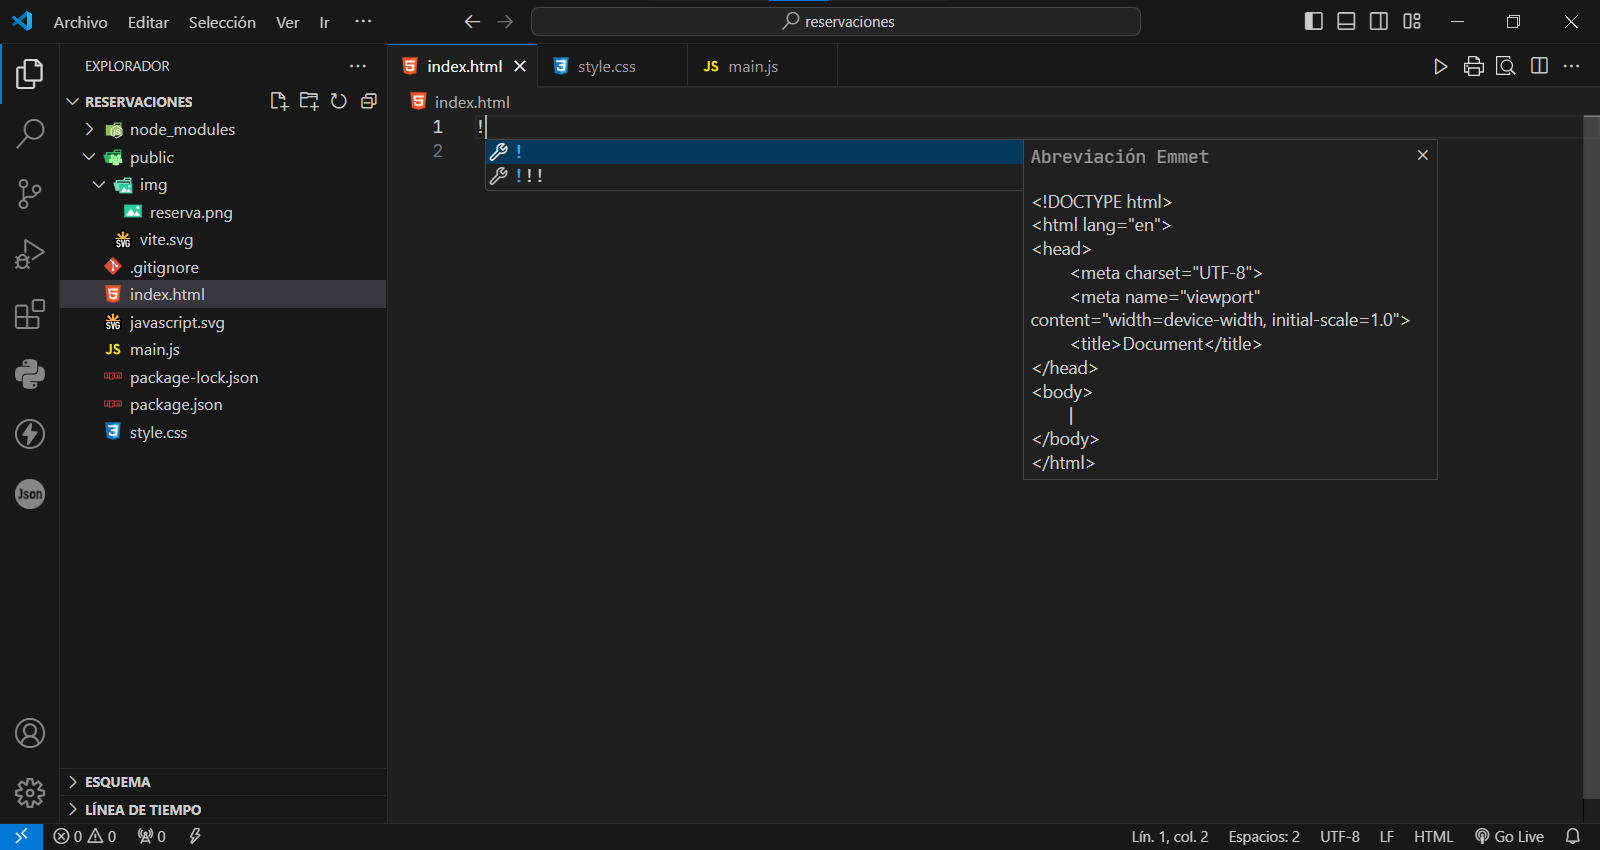 Archivo Editar Selección Ver Ir ··· reservaciones
EXPLORADOR ···
RESERVACIONES
node_modules
public
img
reserva.png
vite.svg
.gitignore
index.html
javascript.svg
JS main.js
package-lock.json
package.json
style.css
Json
ESQUEMA
LÍNEA DE TIEMPO
index.html style.css JS main.js
index.html
1 !
2
!
!!!
Abreviación Emmet
<!DOCTYPE html>
<html lang="en">
<head>
<meta charset="UTF-8">
<meta name="viewport"
content="width=device-width, initial-scale=1.0">
<title>Document</title>
</head>
<body>
|
</body>
</html>
0 0 0 Lín. 1, col. 2 Espacios: 2 UTF-8 LF HTML Go Live